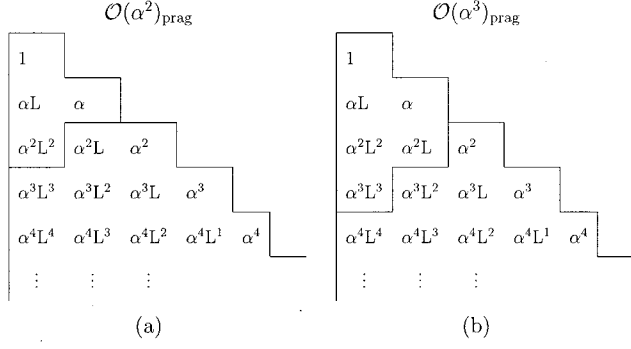 𝒪(α²)prag 𝒪(α³)prag
1 1
αL α αL α
α²L² α²L α² α²L² α²L α²
α³L³ α³L² α³L α³ α³L³ α³L² α³L α³
α⁴L⁴ α⁴L³ α⁴L² α⁴L¹ α⁴ α⁴L⁴ α⁴L³ α⁴L² α⁴L¹ α⁴
⋮ ⋮ ⋮ ⋮ ⋮ ⋮
(a) (b)